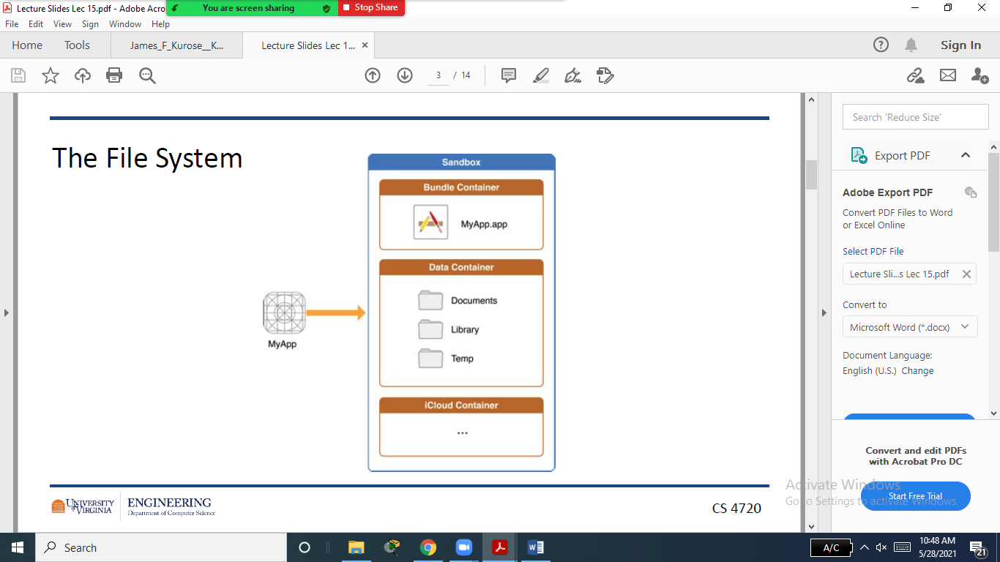 Lecture Slides Lec 15.pdf - Adobe Acro
You are screen sharing
Stop Share
File Edit View Sign Window Help
Home Tools James_F_Kurose__K... Lecture Slides Lec 1... × Sign In
3 / 14
The File System
Sandbox
Bundle Container
MyApp.app
Data Container
Documents
Library
Temp
MyApp
iCloud Container
...
UNIVERSITY of VIRGINIA
ENGINEERING
Department of Computer Science
CS 4720
Search 'Reduce Size'
Export PDF
Adobe Export PDF
Convert PDF Files to Word
or Excel Online
Select PDF File
Lecture Sli...s Lec 15.pdf
Convert to
Microsoft Word (*.docx)
Document Language:
English (U.S.) Change
Convert and edit PDFs
with Acrobat Pro DC
Start Free Trial
Activate Windows
Go to Settings to activate Windows.
Search
A/C
10:48 AM
5/28/2021
21